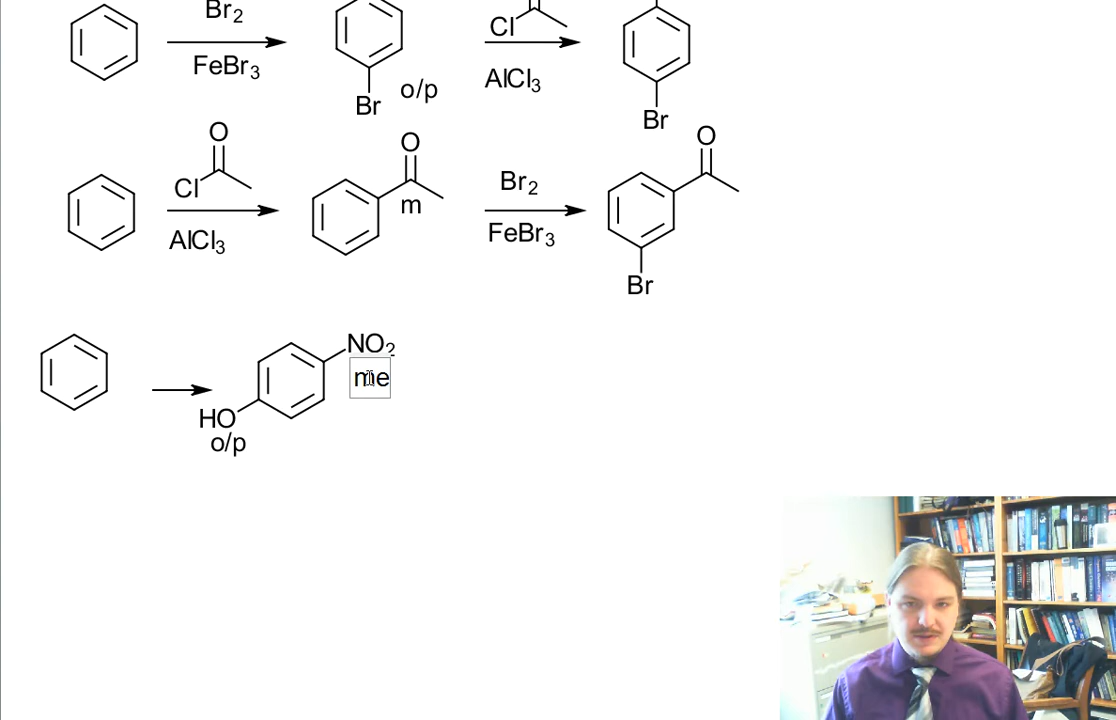 Br2
FeBr3
Br
o/p
Cl
AlCl3
Br
O
Cl
AlCl3
O
m
Br2
FeBr3
O
Br
NO2
me
HO
o/p